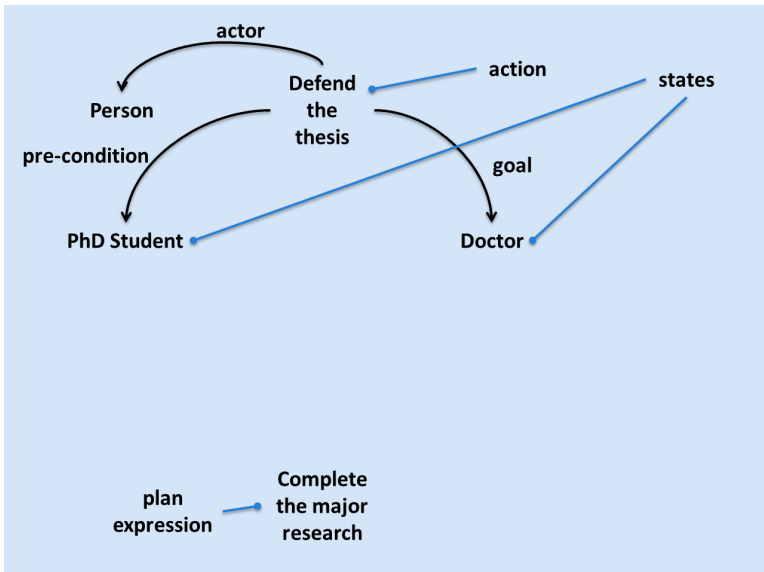 actor
action
states
Defend
the
thesis
Person
pre-condition
goal
PhD Student
Doctor
plan
expression
Complete
the major
research